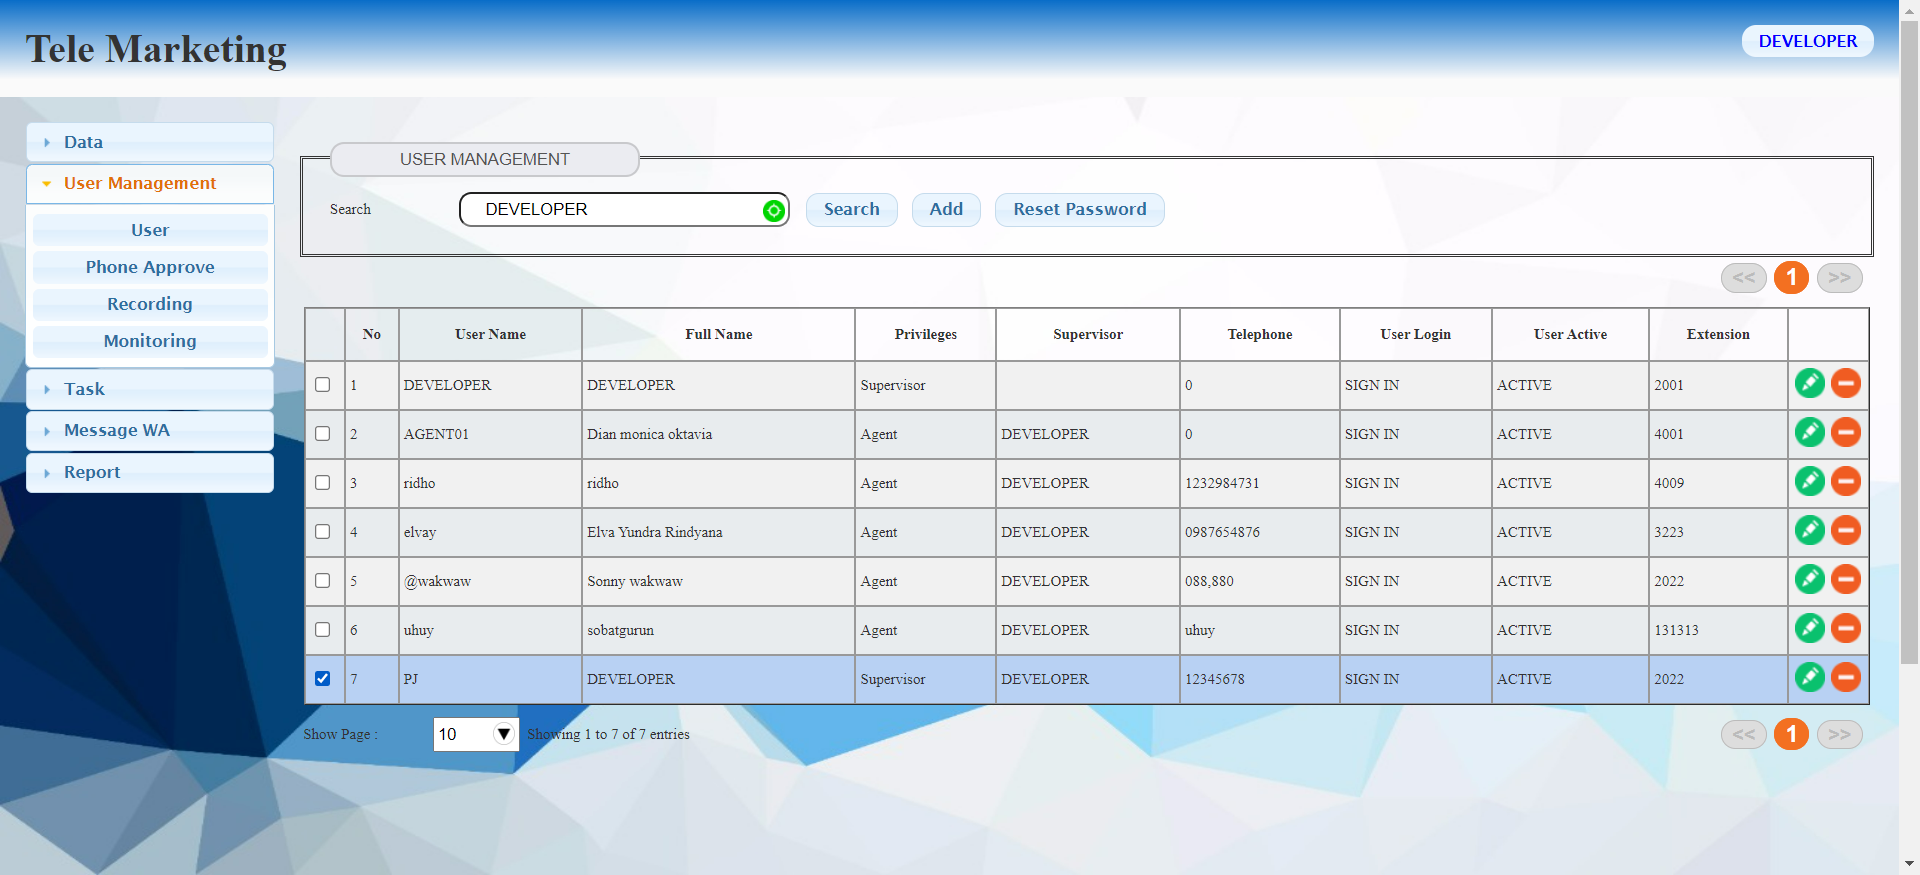 Tele Marketing
DEVELOPER
Data
User Management
User
Phone Approve
Recording
Monitoring
Task
Message WA
Report
USER MANAGEMENT
Search DEVELOPER Search Add Reset Password
<< 1 >>
No User Name Full Name Privileges Supervisor Telephone User Login User Active Extension
1 DEVELOPER DEVELOPER Supervisor 0 SIGN IN ACTIVE 2001
2 AGENT01 Dian monica oktavia Agent DEVELOPER 0 SIGN IN ACTIVE 4001
3 ridho ridho Agent DEVELOPER 1232984731 SIGN IN ACTIVE 4009
4 elvay Elva Yundra Rindyana Agent DEVELOPER 0987654876 SIGN IN ACTIVE 3223
5 @wakwaw Sonny wakwaw Agent DEVELOPER 088,880 SIGN IN ACTIVE 2022
6 uhuy sobatgurun Agent DEVELOPER uhuy SIGN IN ACTIVE 131313
7 PJ DEVELOPER Supervisor DEVELOPER 12345678 SIGN IN ACTIVE 2022
Show Page : 10 Showing 1 to 7 of 7 entries
<< 1 >>